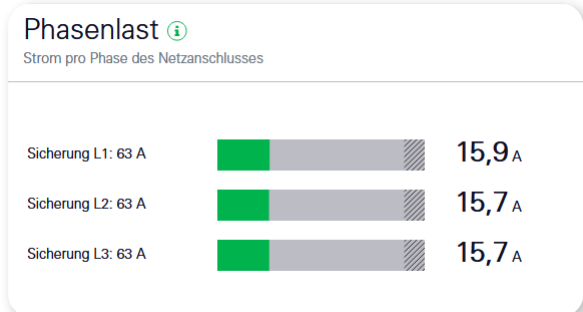 Phasenlast
Strom pro Phase des Netzanschlusses
Sicherung L1: 63 A 15,9 A
Sicherung L2: 63 A 15,7 A
Sicherung L3: 63 A 15,7 A